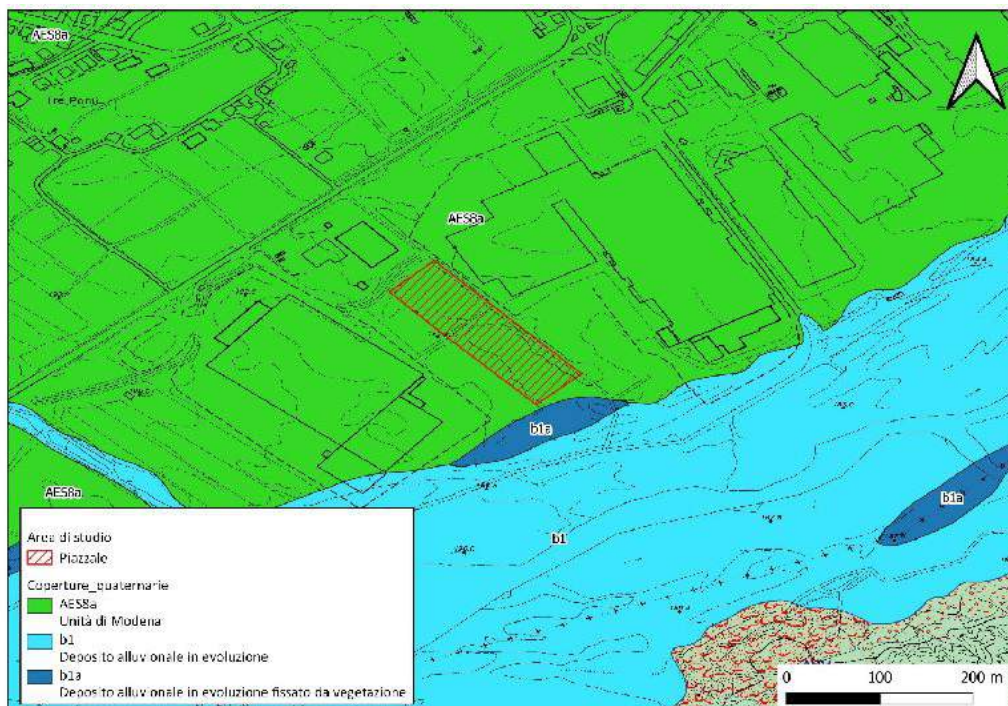 AES8a
Tre Ponti
AES8a
b1a
b1a
AES8a
b1
Area di studio
Piazzale
Coperture_quaternarie
AES8a
Unità di Modena
b1
Deposito alluvionale in evoluzione
b1a
Deposito alluvionale in evoluzione fissato da vegetazione
0 100 200 m